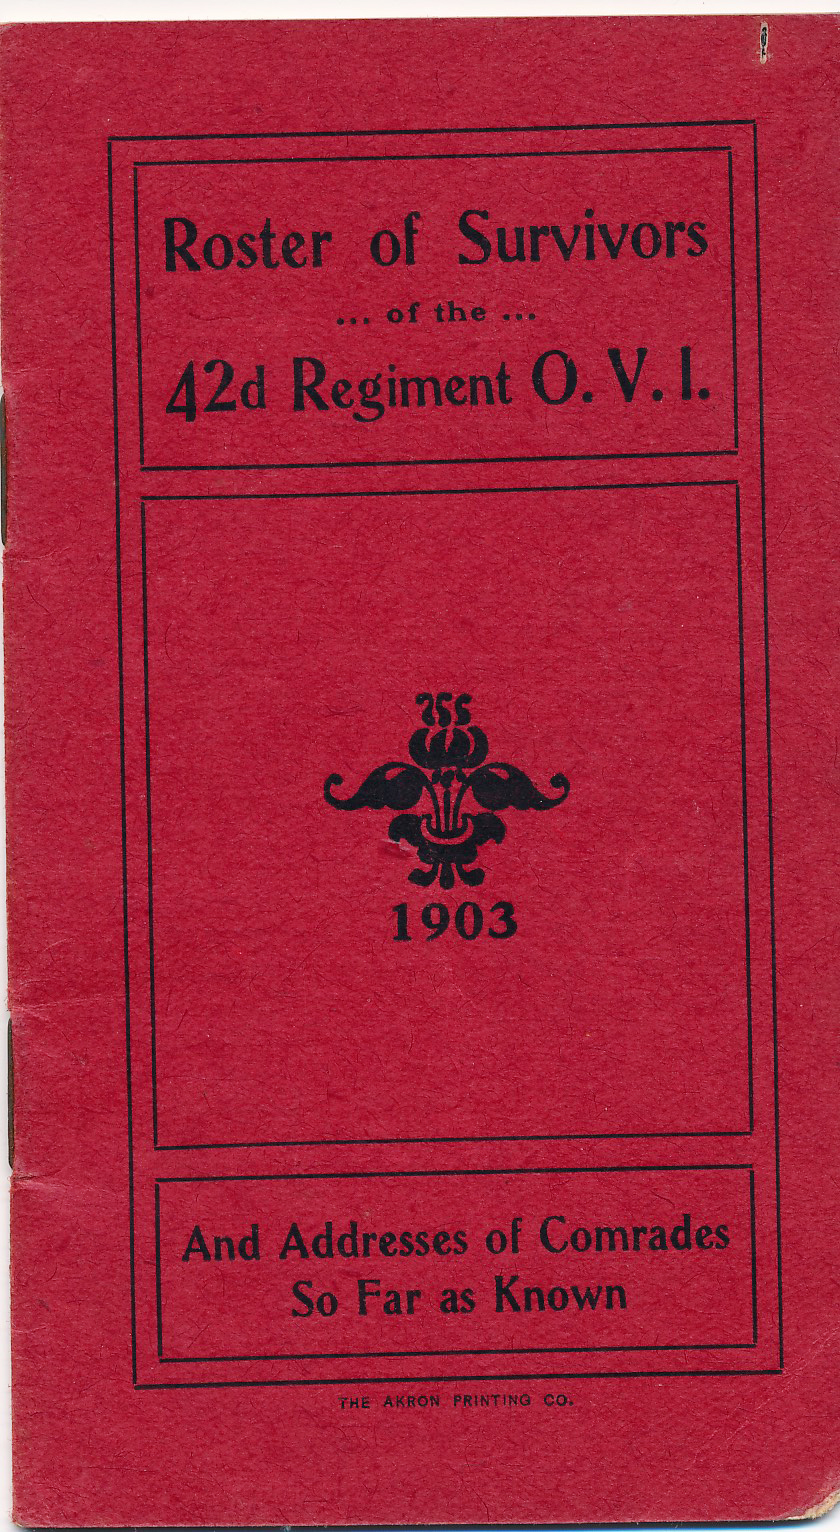 Roster of Survivors
... of the ...
42d Regiment O. V. I.
1903
And Addresses of Comrades
So Far as Known
THE AKRON PRINTING CO.